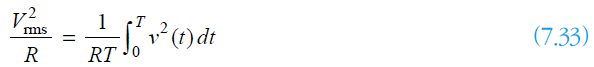 V²rms / R = 1 / RT ∫₀ᵀ v²(t) dt (7.33)